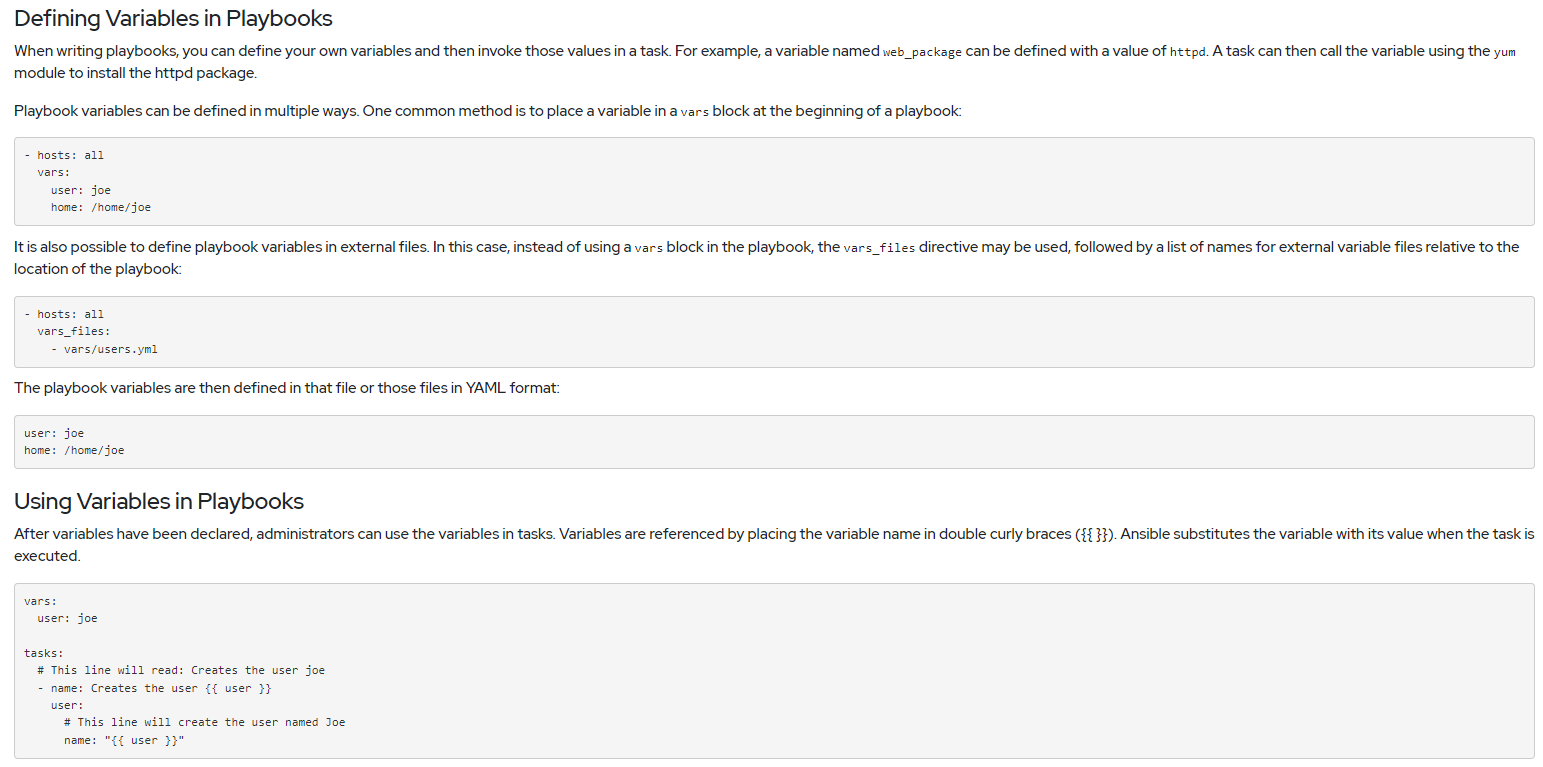 Defining Variables in Playbooks
When writing playbooks, you can define your own variables and then invoke those values in a task. For example, a variable named web_package can be defined with a value of httpd. A task can then call the variable using the yum
module to install the httpd package.
Playbook variables can be defined in multiple ways. One common method is to place a variable in a vars block at the beginning of a playbook:
- hosts: all
  vars:
    user: joe
    home: /home/joe
It is also possible to define playbook variables in external files. In this case, instead of using a vars block in the playbook, the vars_files directive may be used, followed by a list of names for external variable files relative to the
location of the playbook:
- hosts: all
  vars_files:
    - vars/users.yml
The playbook variables are then defined in that file or those files in YAML format:
user: joe
home: /home/joe
Using Variables in Playbooks
After variables have been declared, administrators can use the variables in tasks. Variables are referenced by placing the variable name in double curly braces ({{ }}). Ansible substitutes the variable with its value when the task is
executed.
vars:
  user: joe
tasks:
  # This line will read: Creates the user joe
  - name: Creates the user {{ user }}
    user:
      # This line will create the user named Joe
      name: "{{ user }}"